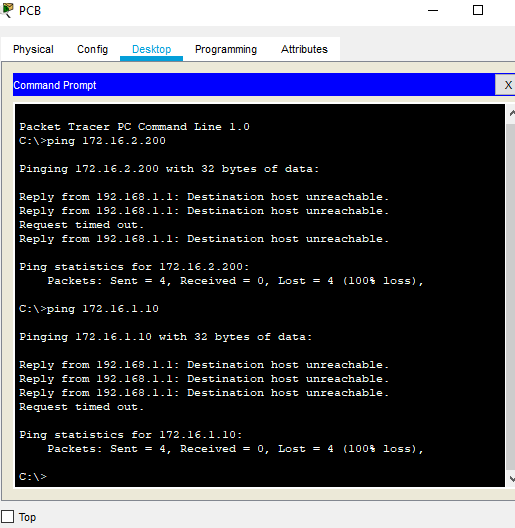 PCB
Physical Config Desktop Programming Attributes
Command Prompt X
Packet Tracer PC Command Line 1.0
C:\>ping 172.16.2.200
Pinging 172.16.2.200 with 32 bytes of data:
Reply from 192.168.1.1: Destination host unreachable.
Reply from 192.168.1.1: Destination host unreachable.
Request timed out.
Reply from 192.168.1.1: Destination host unreachable.
Ping statistics for 172.16.2.200:
    Packets: Sent = 4, Received = 0, Lost = 4 (100% loss),
C:\>ping 172.16.1.10
Pinging 172.16.1.10 with 32 bytes of data:
Reply from 192.168.1.1: Destination host unreachable.
Reply from 192.168.1.1: Destination host unreachable.
Reply from 192.168.1.1: Destination host unreachable.
Request timed out.
Ping statistics for 172.16.1.10:
    Packets: Sent = 4, Received = 0, Lost = 4 (100% loss),
C:\>
Top